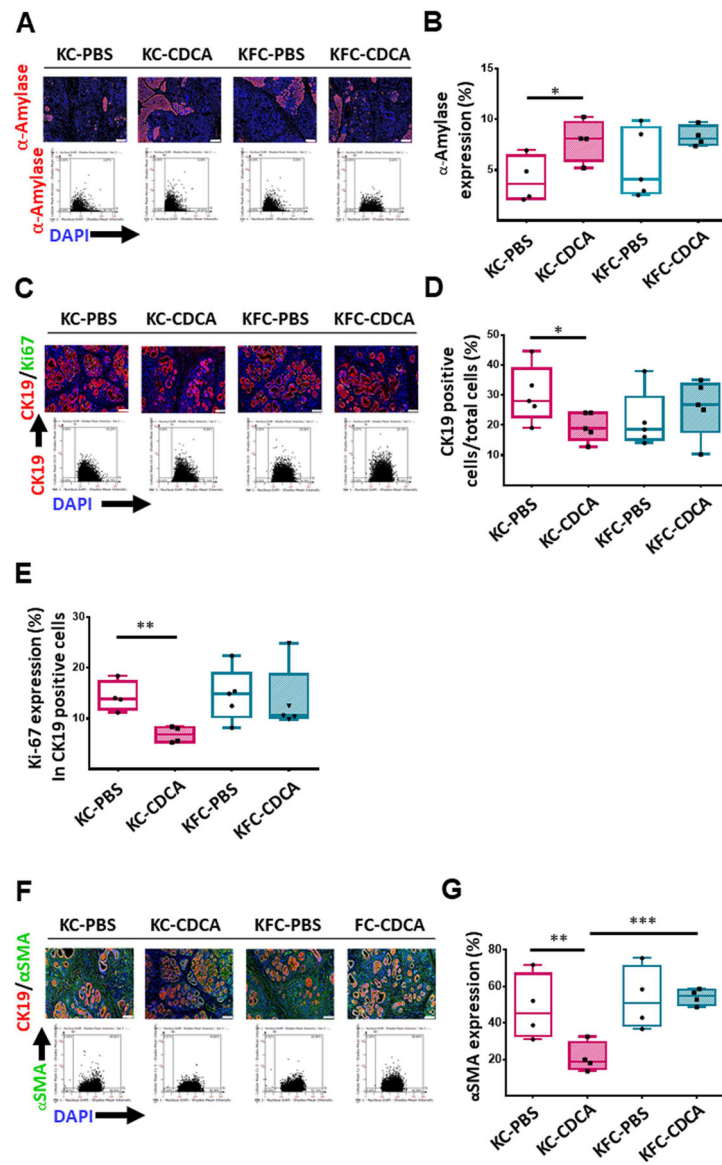 A
KC-PBS KC-CDCA KFC-PBS KFC-CDCA
α-Amylase
α-Amylase
DAPI
B
α-Amylase
expression (%)
15
10
5
*
KC-PBS
KC-CDCA
KFC-PBS
KFC-CDCA
C
KC-PBS KC-CDCA KFC-PBS KFC-CDCA
CK19/Ki67
CK19
DAPI
D
CK19 positive
cells/total cells (%)
50
40
30
20
10
*
KC-PBS
KC-CDCA
KFC-PBS
KFC-CDCA
E
Ki-67 expression (%)
In CK19 positive cells
30
20
10
**
KC-PBS
KC-CDCA
KFC-PBS
KFC-CDCA
F
KC-PBS KC-CDCA KFC-PBS FC-CDCA
CK19/αSMA
αSMA
DAPI
G
αSMA expression (%)
80
60
40
20
**
***
KC-PBS
KC-CDCA
KFC-PBS
KFC-CDCA